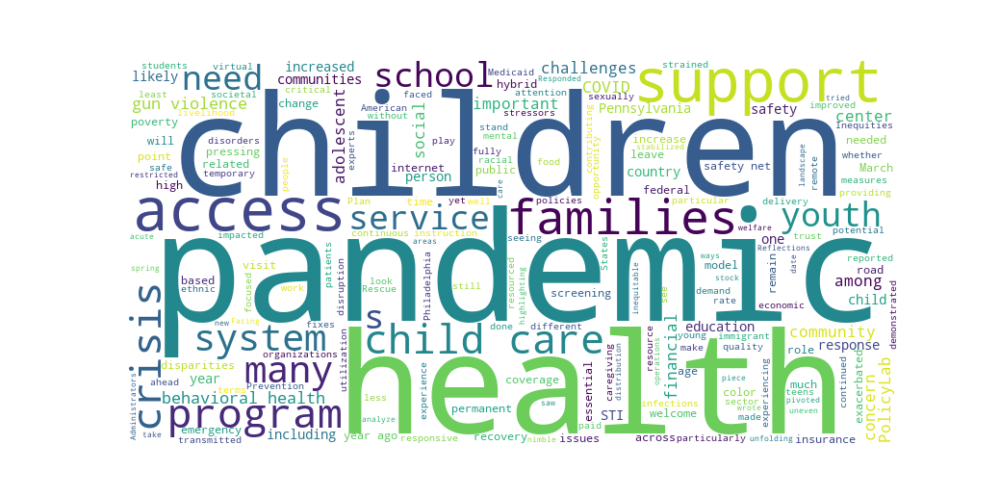 students virtual increased Medicaid Responded challenges strained
likely need communities school hybrid COVID support
least societal critical faced attention sexually tried improved
gun violence change American without stressors important Pennsylvania safety center Inequities
poverty livelihood adolescent social play contributing opportunity increase stabilized
children
will disorders experts stand mental fully country landscape needed whether
point pressing related people internet racial public food leave remote March
safe temporary person care safety net measures
restricted high Plan time yet well policies federal particular delivery providing
access service families welfare youth
acute impacted continuous instruction areas seeing States one trust potential
pandemic
spring ethnic based visit patients look Rescue Philadelphia still resourced highlighting screening inequitable ways model stock see Reflections date remain road among reported
focused work disruption done different demand rate economic child demonstrated
crisis new Facing fixes s education community
system organizations child care financial young immigrant response
disparities utilization resource make quality role
ahead many Prevention experience coverage essential caregiving distribution operations age piece experiencing continued exacerbated concern PolicyLab
year terms less color much
behavioral health permanent infections sector teens
Administrators program analyze saw STI welcome wrote pivoted
health
emergency responsive recovery paid made uneven
take including nimble issues insurance
transmitted year ago across particularly unfolding